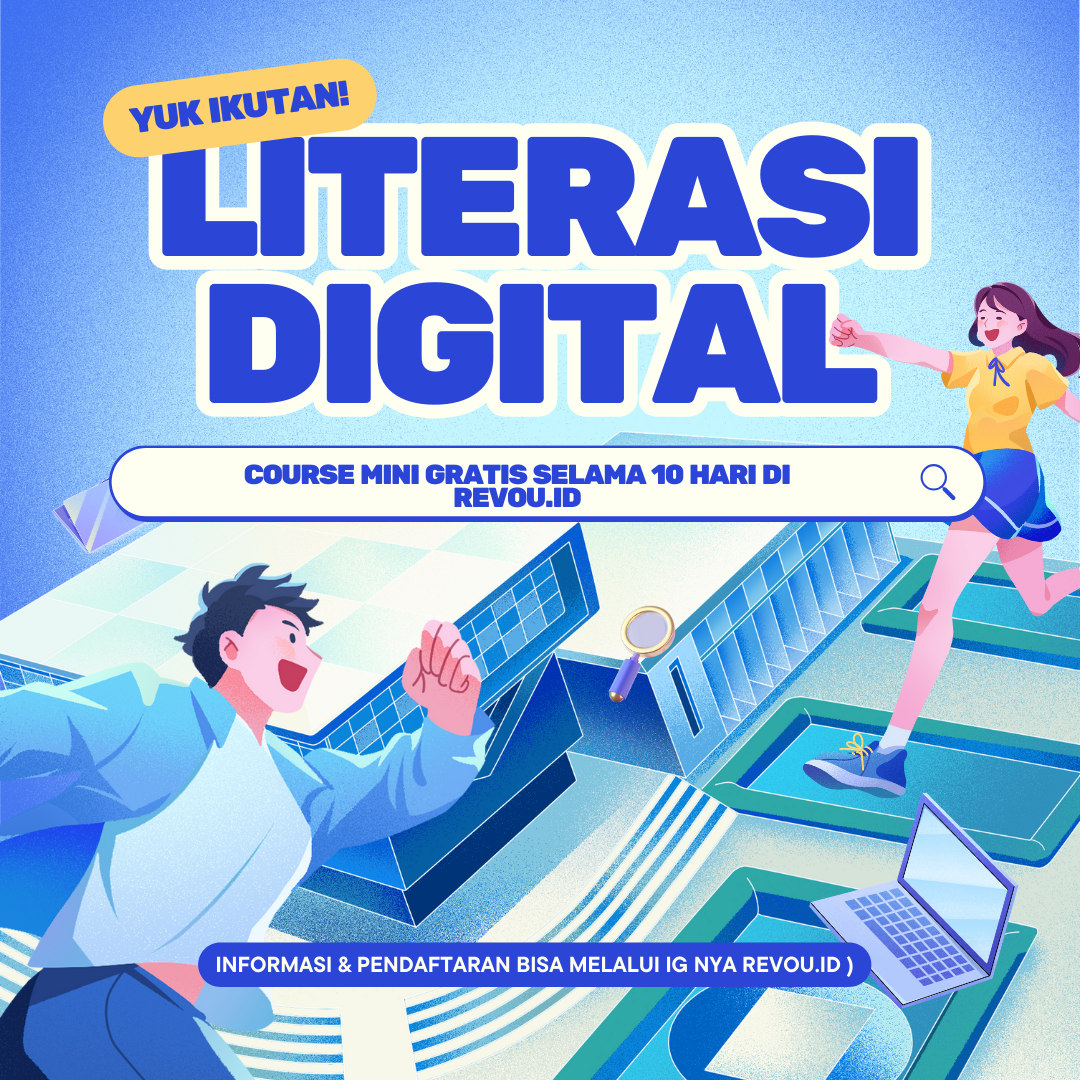 YUK IKUTAN!
LITERASI
DIGITAL
COURSE MINI GRATIS SELAMA 10 HARI DI
REVOU.ID
INFORMASI & PENDAFTARAN BISA MELALUI IG NYA REVOU.ID )